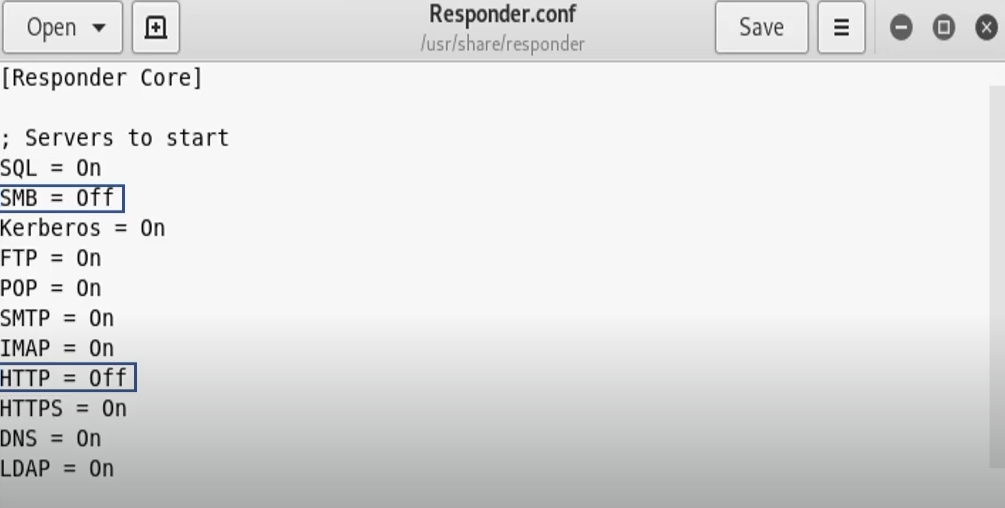 Open
Responder.conf
/usr/share/responder
Save
[Responder Core]
; Servers to start
SQL = On
SMB = Off
Kerberos = On
FTP = On
POP = On
SMTP = On
IMAP = On
HTTP = Off
HTTPS = On
DNS = On
LDAP = On